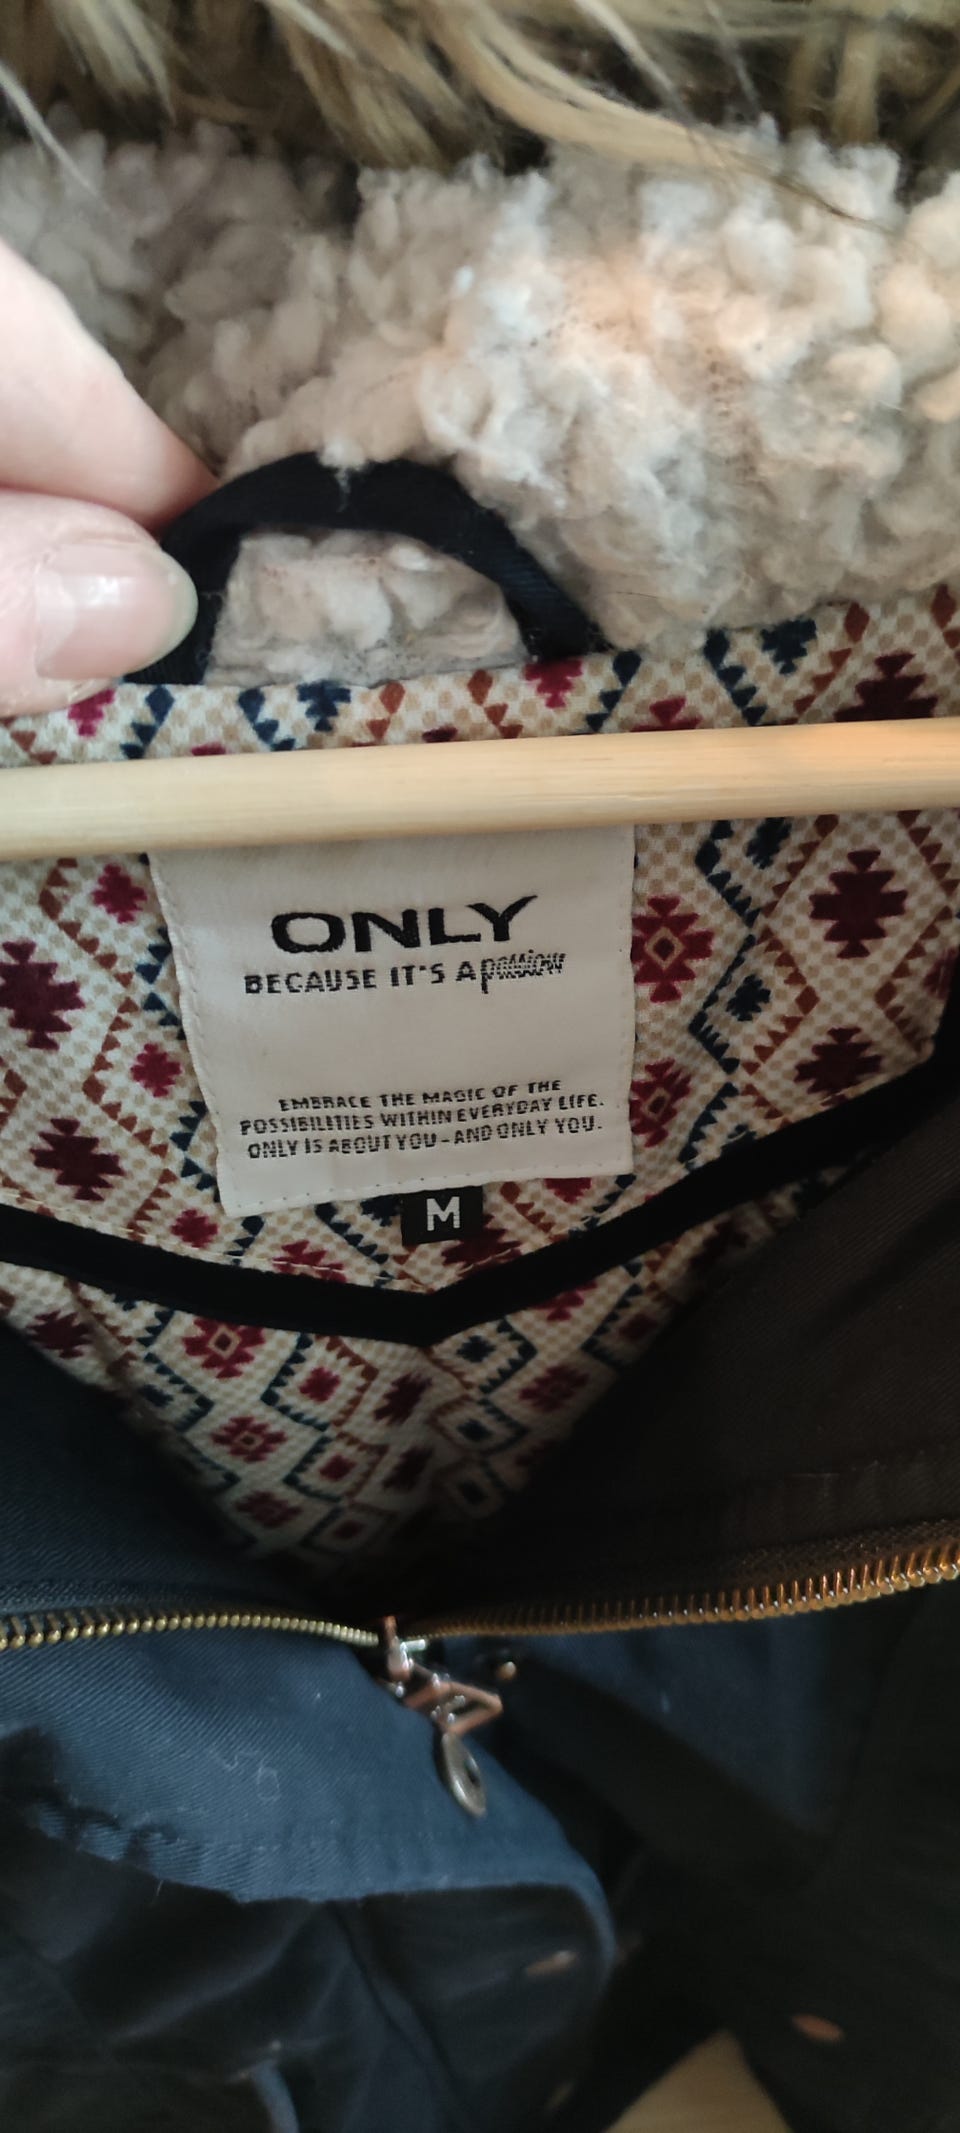 ONLY
BECAUSE IT'S A passion
EMBRACE THE MAGIC OF THE
POSSIBILITIES WITHIN EVERYDAY LIFE.
ONLY IS ABOUT YOU - AND ONLY YOU.
M